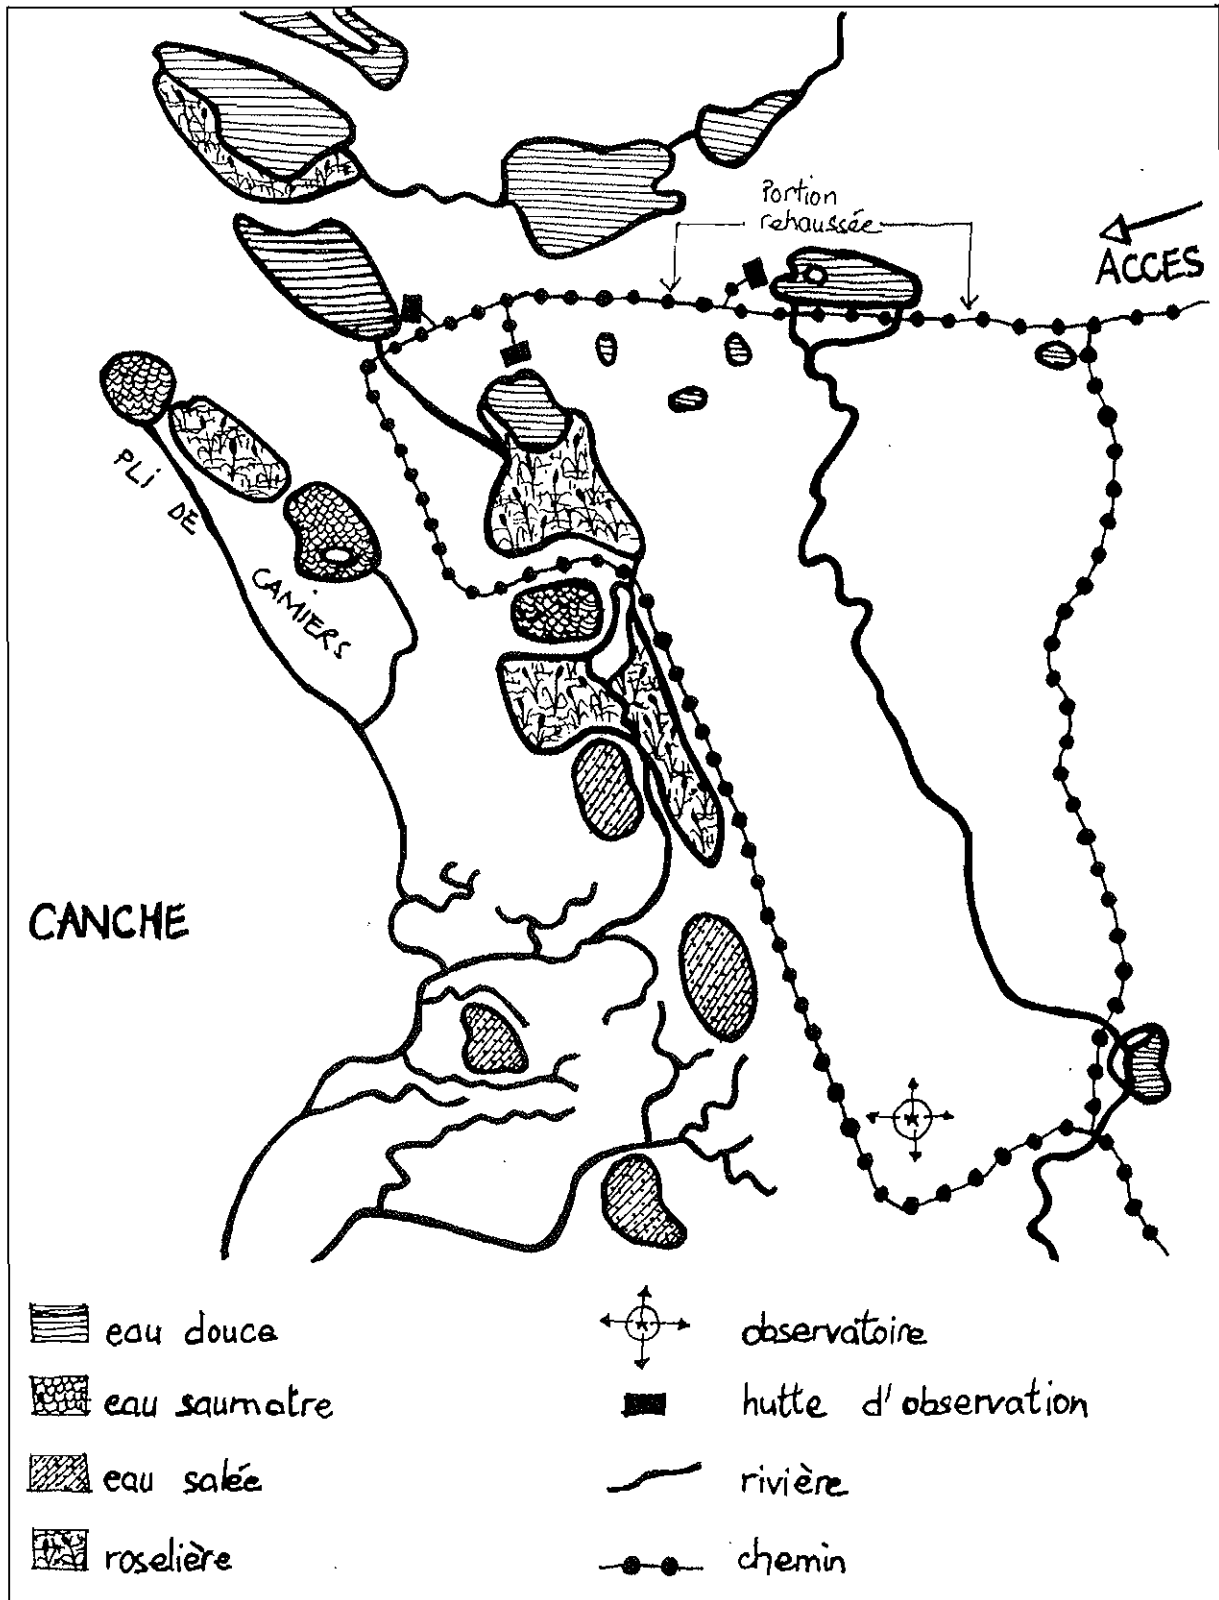 Portion
rehaussée
ACCES
PLI
DE
CAMIERS
CANCHE
eau douce
eau saumatre
eau salée
roselière
observatoire
hutte d'observation
rivière
chemin